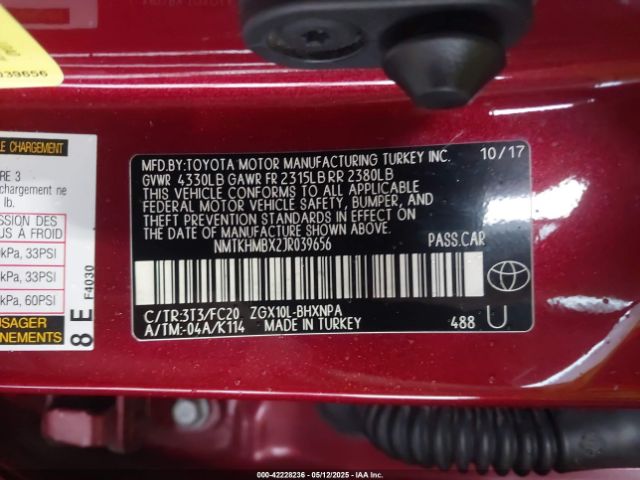 039656
LE CHARGEMENT
RE 3
chargement ne
lb.
ESSION DES
US A FROID
kPa, 33PSI
kPa, 33PSI
kPa, 60PSI
8 E F4030
MFD.BY:TOYOTA MOTOR MANUFACTURING TURKEY INC. 10/17
GVWR 4330LB GAWR FR 2315LB RR 2380LB
THIS VEHICLE CONFORMS TO ALL APPLICABLE
FEDERAL MOTOR VEHICLE SAFETY, BUMPER, AND
THEFT PREVENTION STANDARDS IN EFFECT ON THE
DATE OF MANUFACTURE SHOWN ABOVE.
NMTKHMBX2JR039656 PASS.CAR
C/TR:3T3/FC20 ZGX10L-BHXNPA
A/TM:-04A/K114 MADE IN TURKEY 488 U
000-42228236 - 05/12/2025 - IAA Inc.